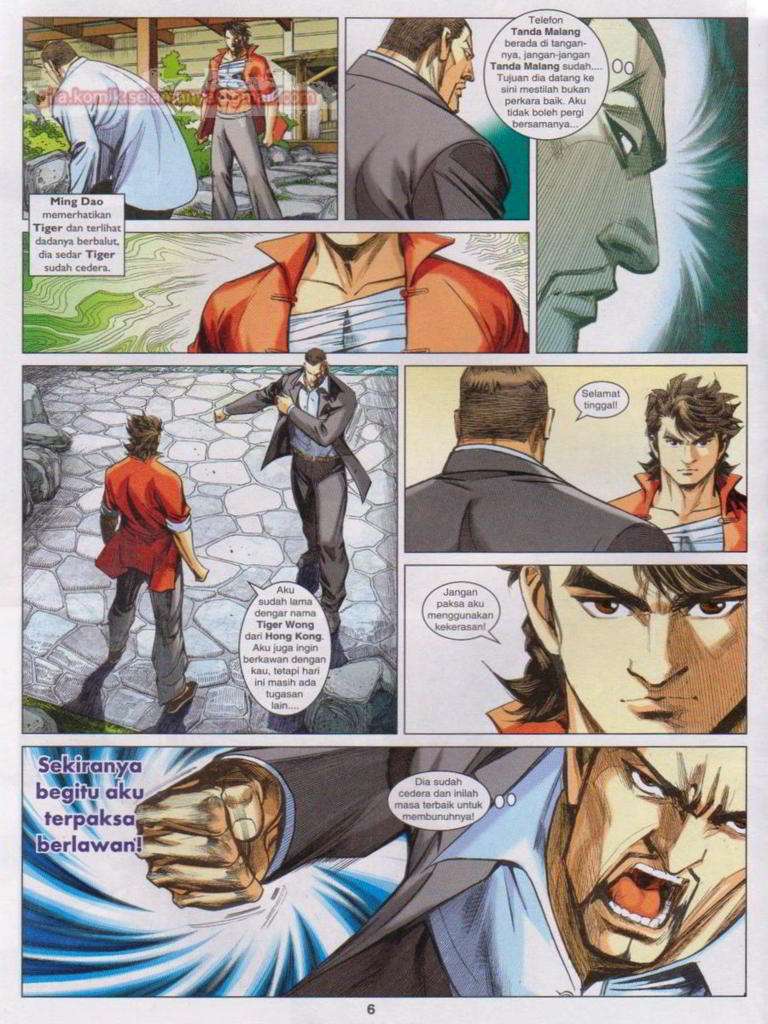 Telefon
Tanda Malang
berada di tangan-
nya, jangan-jangan
Tanda Malang sudah....
Tujuan dia datang ke
sini mestilah bukan
perkara baik. Aku
tidak boleh pergi
bersamanya...
Ming Dao
memerhatikan
Tiger dan terlihat
dadanya berbalut,
dia sedar Tiger
sudah cedera.
Aku
sudah lama
dengar nama
Tiger Wong
dari Hong Kong.
Aku juga ingin
berkawan dengan
kau, tetapi hari
ini masih ada
tugasan
lain....
Selamat
tinggal!
Jangan
paksa aku
menggunakan
kekerasan!
Sekiranya
begitu aku
terpaksa
berlawan!
Dia sudah
cedera dan inilah
masa terbaik untuk
membunuhnya!
6